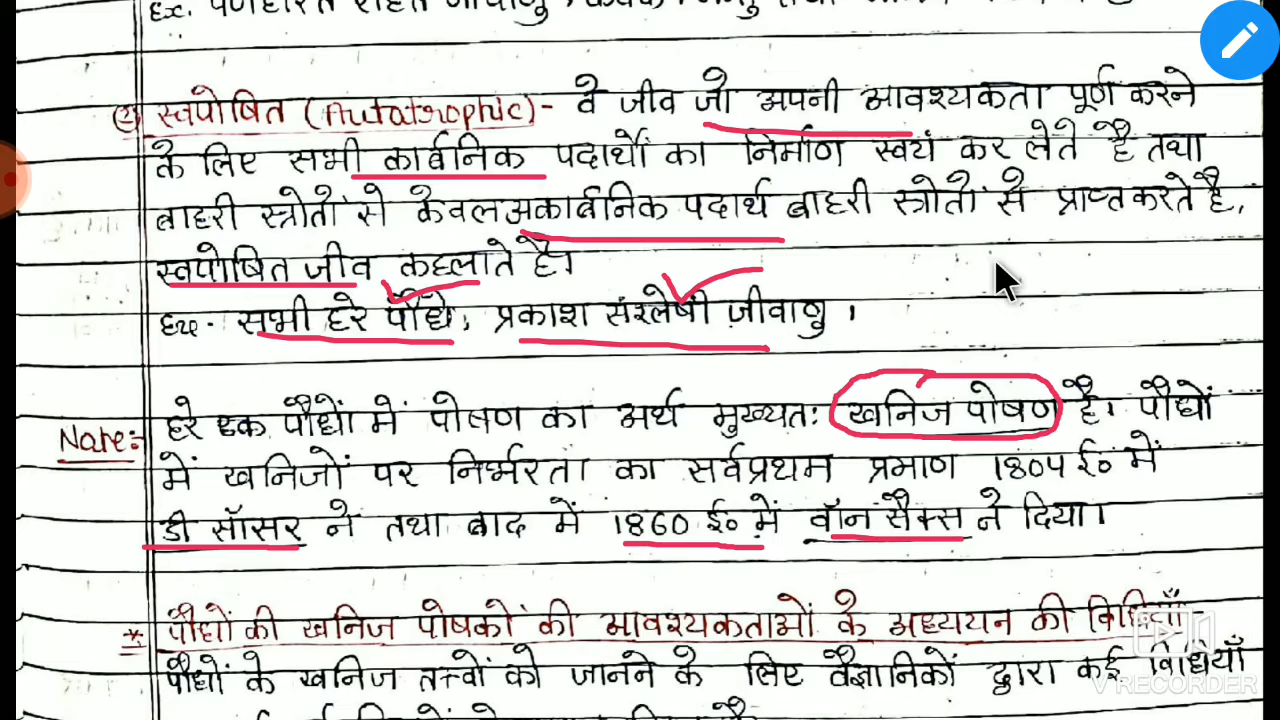 Ex.
② स्वपोषित (Autotrophic) - वे जीव जो अपनी आवश्यकता पूर्ण करने
के लिए सभी कार्बनिक पदार्थों का निर्माण स्वयं कर लेते है तथा
बाहरी स्त्रोतों से केवल अकार्बनिक पदार्थ बाहरी स्त्रोतों से प्राप्त करते है,
स्वपोषित जीव कहलाते है।
Ex. सभी हरे पौधे, प्रकाश संश्लेषी जीवाणु ।
Note:- हरे पौधों में पोषण का अर्थ मुख्यतः खनिज पोषण है। पौधों
में खनिजों पर निर्भरता का सर्वप्रथम प्रमाण 1804 ई० में
डी सॉसर ने तथा बाद में 1860 ई० में वॉन सैक्स ने दिया।
* पौधों की खनिज पोषकों की आवश्यकताओं के अध्ययन की विधियाँ
पौधों के खनिज तत्वों को जानने के लिए वैज्ञानिकों द्वारा कई विधियाँ
V RECORDER